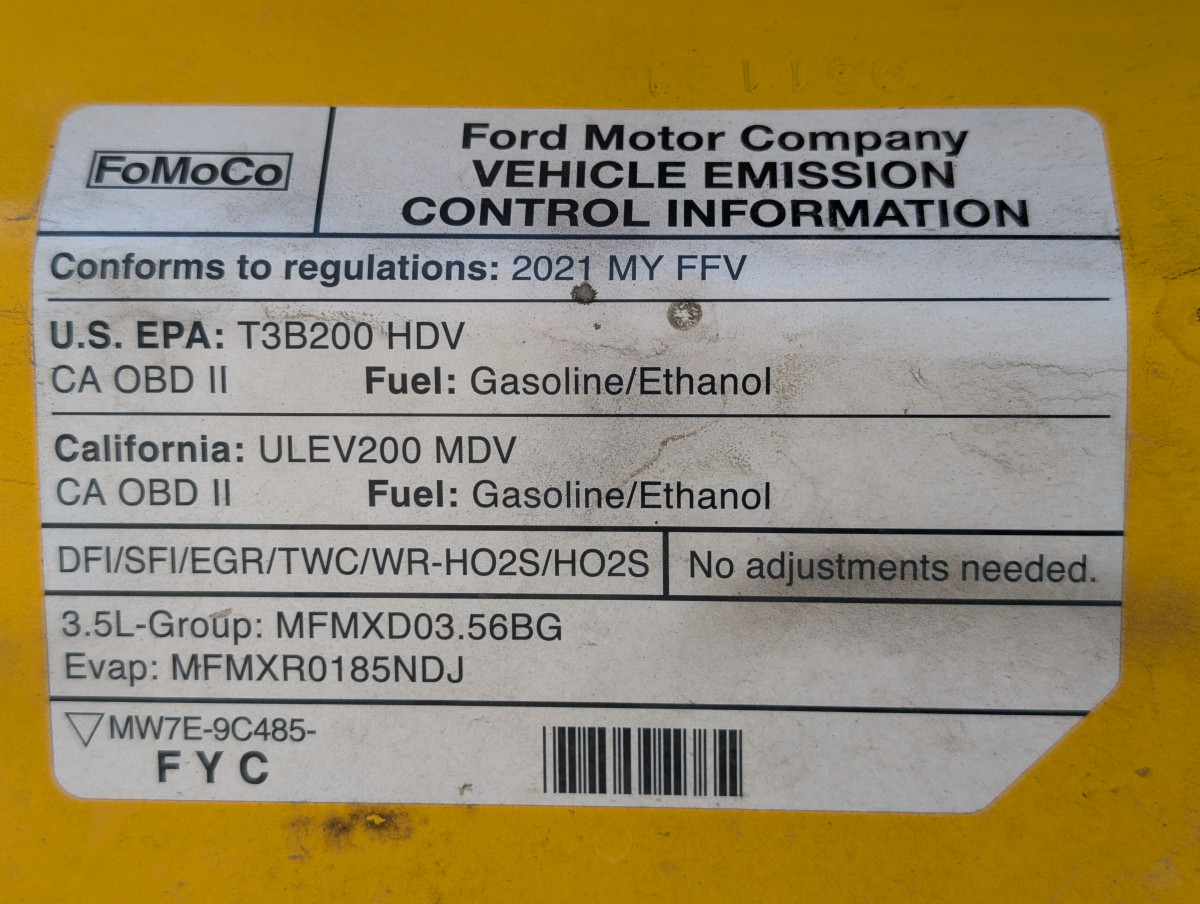 FoMoCo
Ford Motor Company
VEHICLE EMISSION
CONTROL INFORMATION
Conforms to regulations: 2021 MY FFV
U.S. EPA: T3B200 HDV
CA OBD II Fuel: Gasoline/Ethanol
California: ULEV200 MDV
CA OBD II Fuel: Gasoline/Ethanol
DFI/SFI/EGR/TWC/WR-HO2S/HO2S No adjustments needed.
3.5L-Group: MFMXD03.56BG
Evap: MFMXR0185NDJ
MW7E-9C485-
F Y C